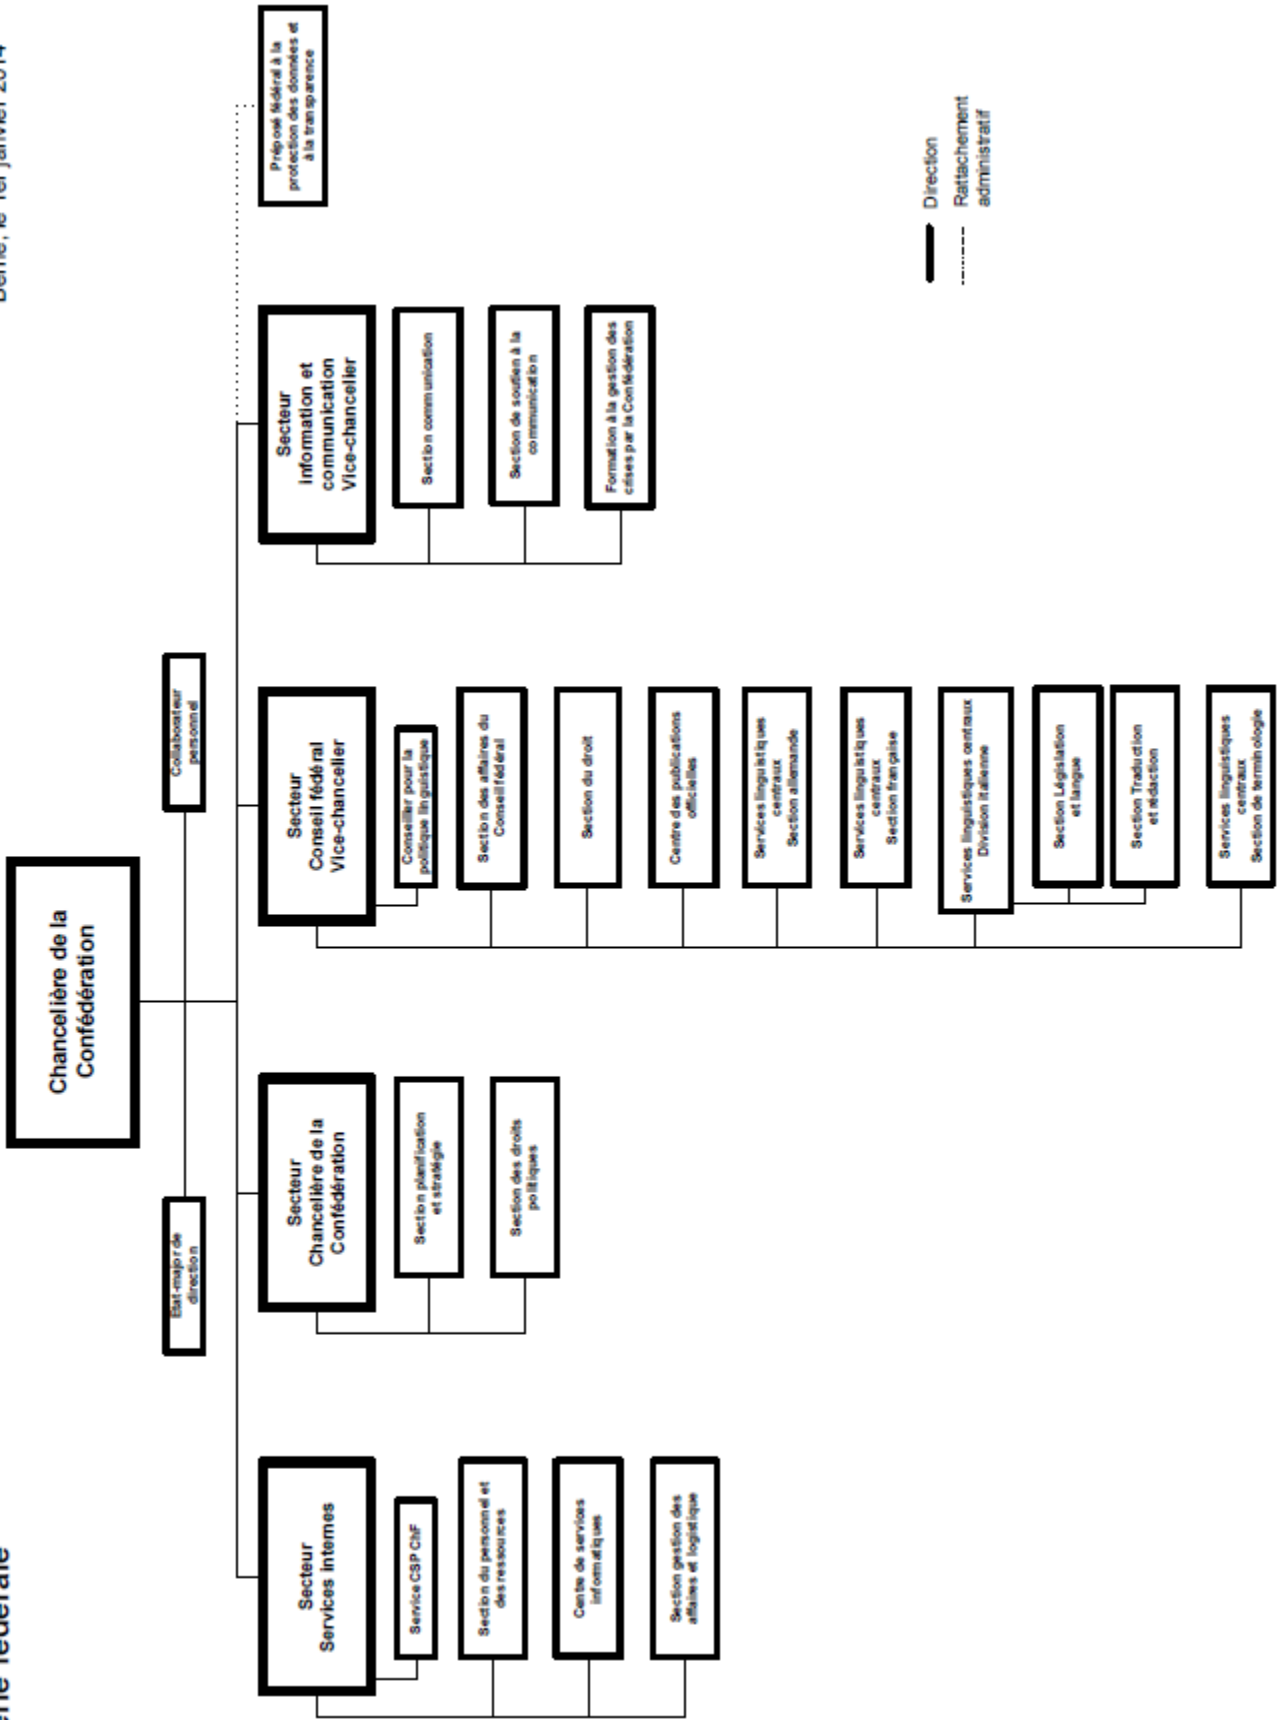 fédérale
Berne, le 1er janvier 2014
Chancelière de la
Confédération
Etat-major de
direction
Collaborateur
personnel
Secteur
Services internes
Service CSP ChF
Section du personnel et
des ressources
Centre de services
informatiques
Section gestion des
affaires et logistique
Secteur
Chancelière de la
Confédération
Section planification
et stratégie
Section des droits
politiques
Secteur
Conseil fédéral
Vice-chancelier
Conseiller pour la
politique linguistique
Section des affaires du
Conseil fédéral
Section du droit
Centre des publications
officielles
Services linguistiques
centraux
Section allemande
Services linguistiques
centraux
Section française
Services linguistiques centraux
Division italienne
Section Législation
et langue
Section Traduction
et rédaction
Services linguistiques
centraux
Section de terminologie
Secteur
information et
communication
Vice-chancelier
Section communication
Section de soutien à la
communication
Formation à la gestion des
crises par la Confédération
Préposé fédéral à la
protection des données et
à la transparence
Direction
Rattachement
administratif